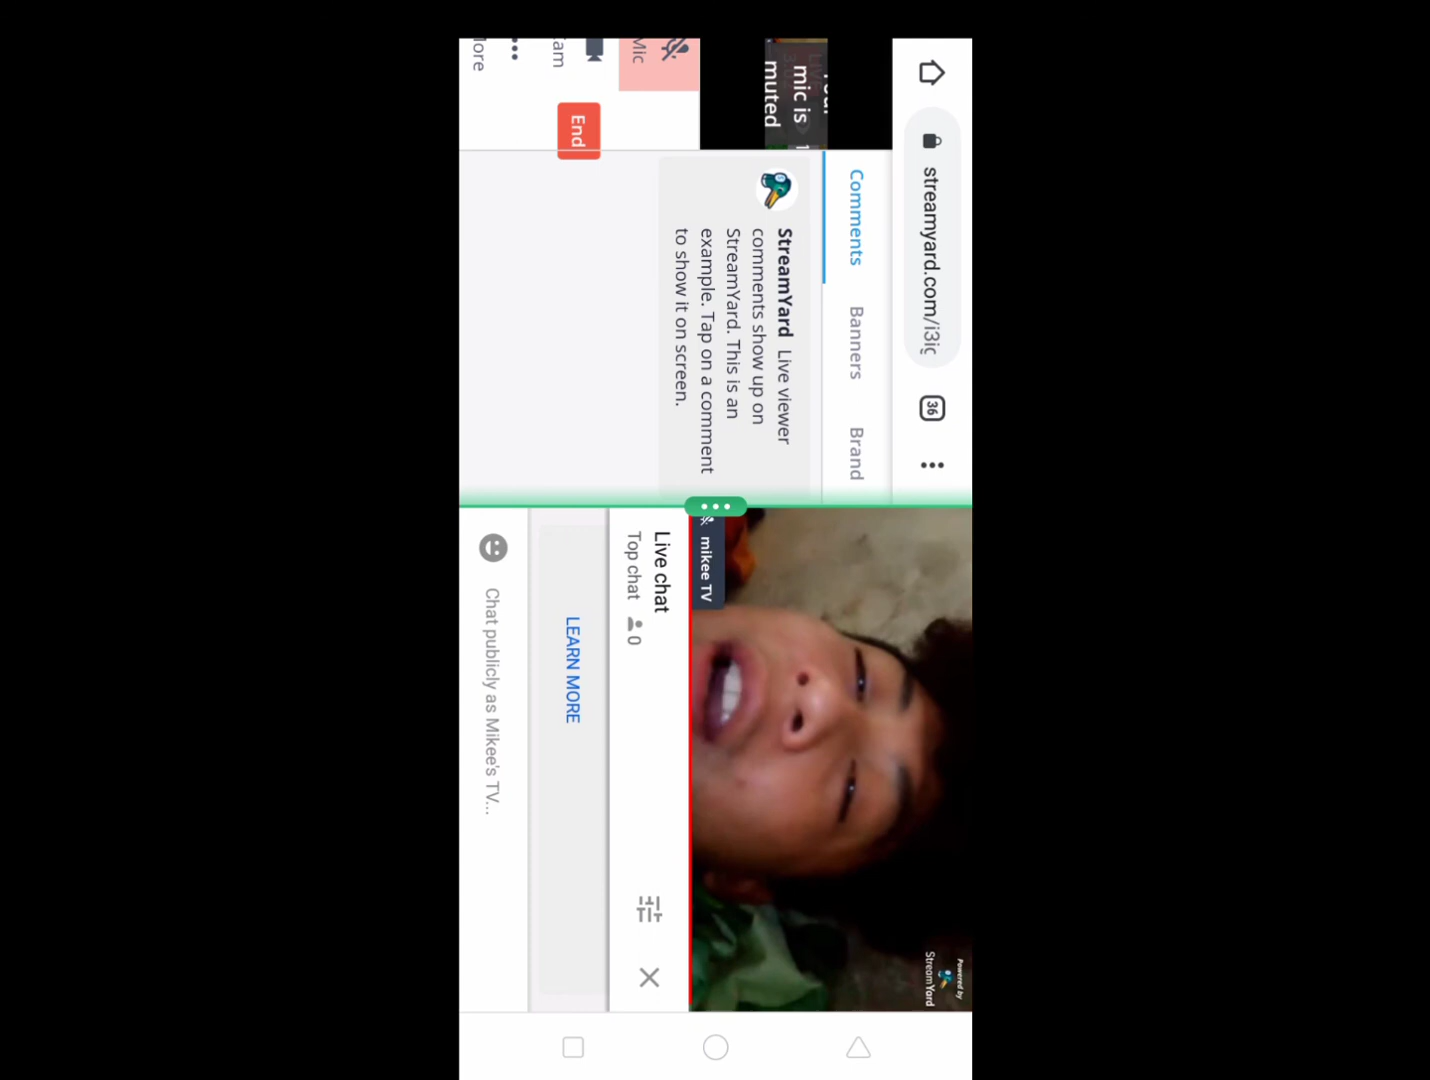 streamyard.com/i3iç
36
Comments Banners Brand
StreamYard Live viewer
comments show up on
StreamYard. This is an
example. Tap on a comment
to show it on screen.
mic is
muted
Mic
End
Powered by
StreamYard
mikee TV
Live chat
Top chat 0
LEARN MORE
Chat publicly as Mikee's TV...